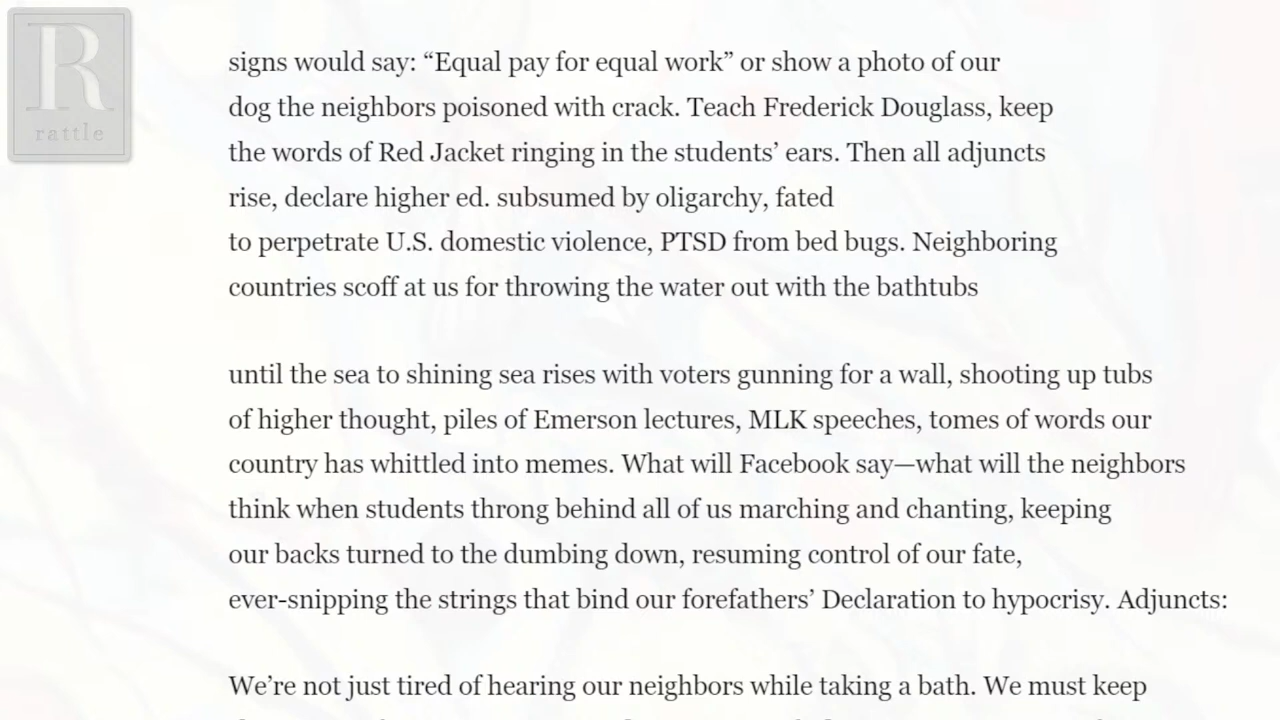 R
rattle
signs would say: “Equal pay for equal work” or show a photo of our
dog the neighbors poisoned with crack. Teach Frederick Douglass, keep
the words of Red Jacket ringing in the students’ ears. Then all adjuncts
rise, declare higher ed. subsumed by oligarchy, fated
to perpetrate U.S. domestic violence, PTSD from bed bugs. Neighboring
countries scoff at us for throwing the water out with the bathtubs
until the sea to shining sea rises with voters gunning for a wall, shooting up tubs
of higher thought, piles of Emerson lectures, MLK speeches, tomes of words our
country has whittled into memes. What will Facebook say—what will the neighbors
think when students throng behind all of us marching and chanting, keeping
our backs turned to the dumbing down, resuming control of our fate,
ever-snipping the strings that bind our forefathers’ Declaration to hypocrisy. Adjuncts:
We’re not just tired of hearing our neighbors while taking a bath. We must keep